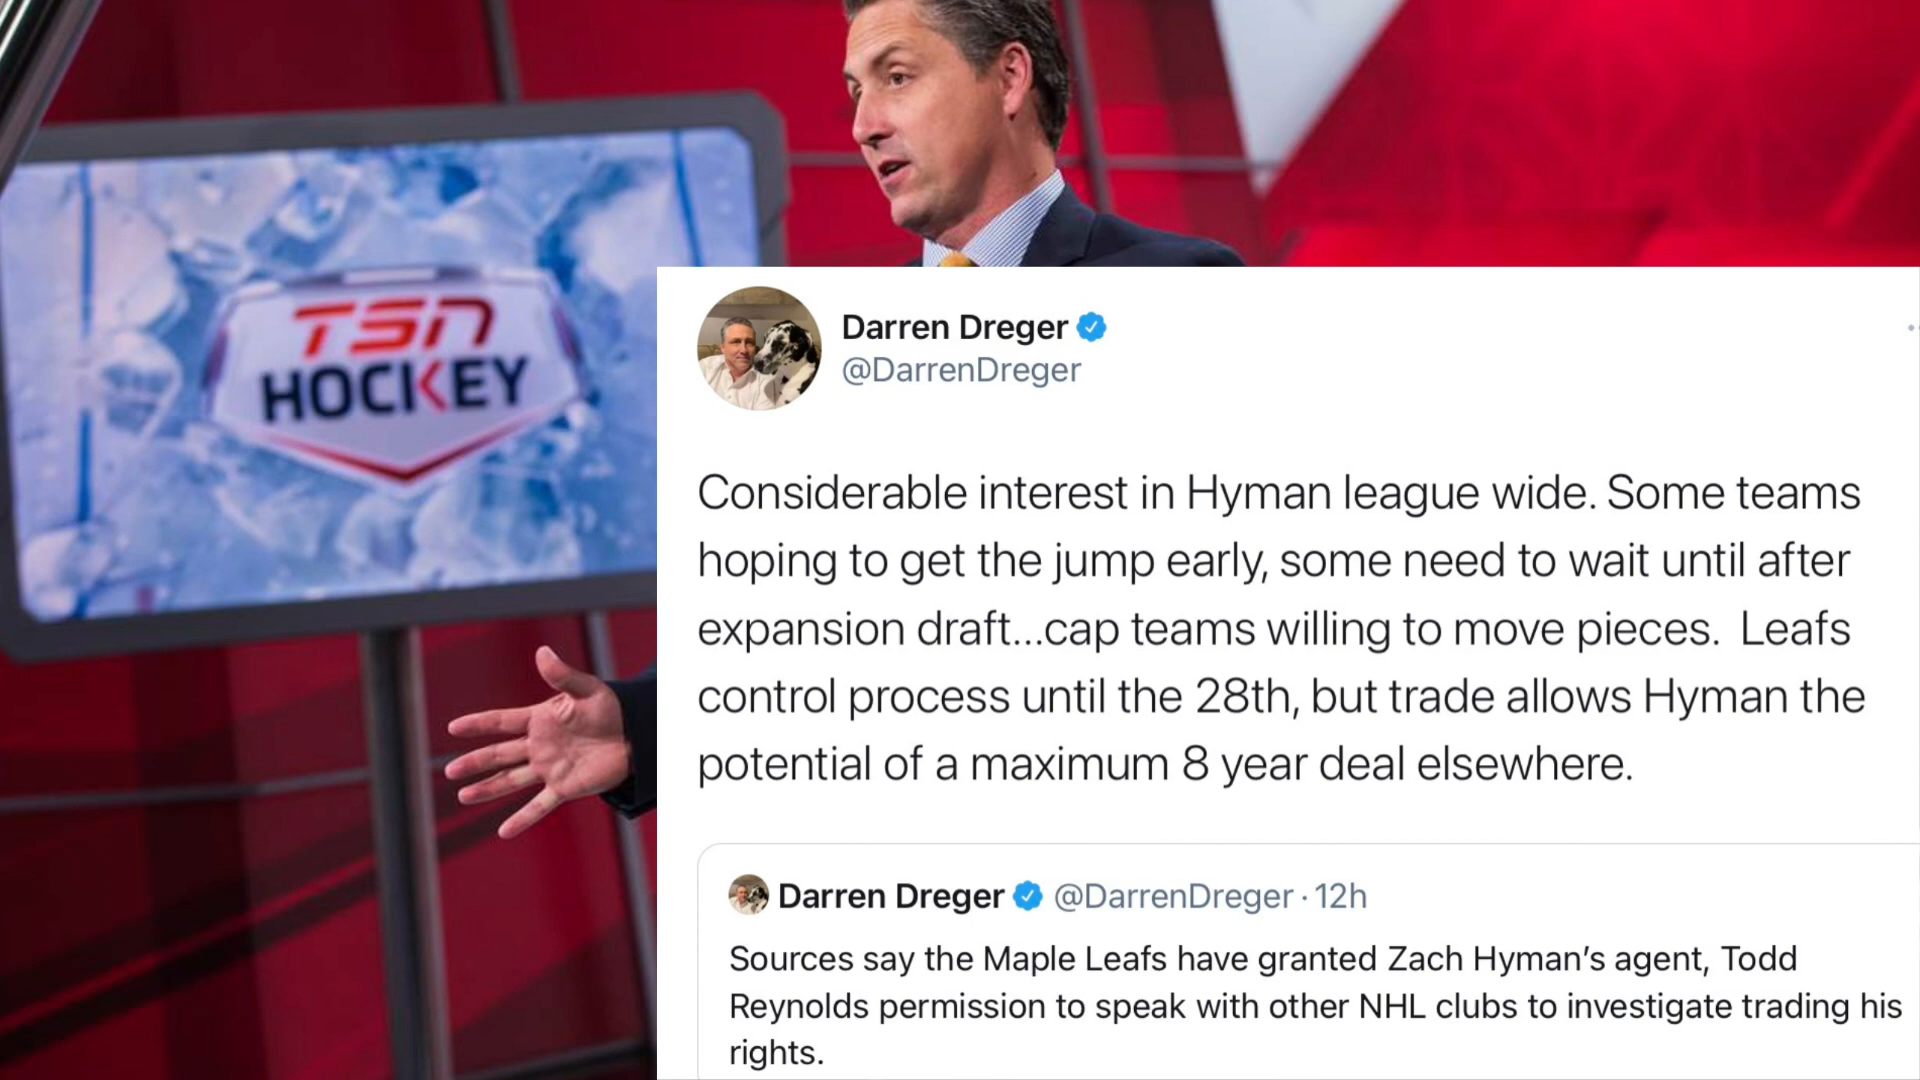 TSN
HOCKEY
Darren Dreger
@DarrenDreger
Considerable interest in Hyman league wide. Some teams
hoping to get the jump early, some need to wait until after
expansion draft...cap teams willing to move pieces.  Leafs
control process until the 28th, but trade allows Hyman the
potential of a maximum 8 year deal elsewhere.
Darren Dreger @DarrenDreger · 12h
Sources say the Maple Leafs have granted Zach Hyman’s agent, Todd
Reynolds permission to speak with other NHL clubs to investigate trading his
rights.